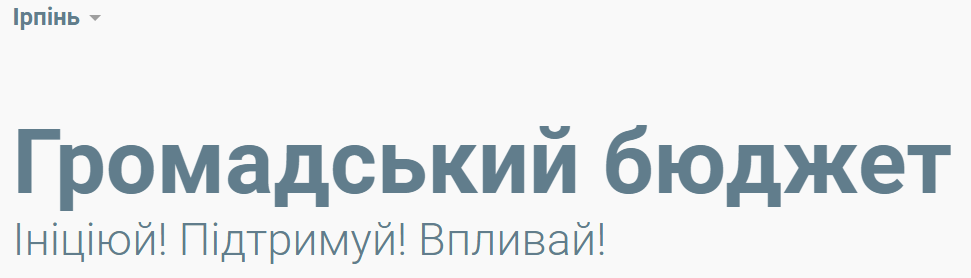 Ірпінь
Громадський бюджет
Ініціюй! Підтримуй! Впливай!